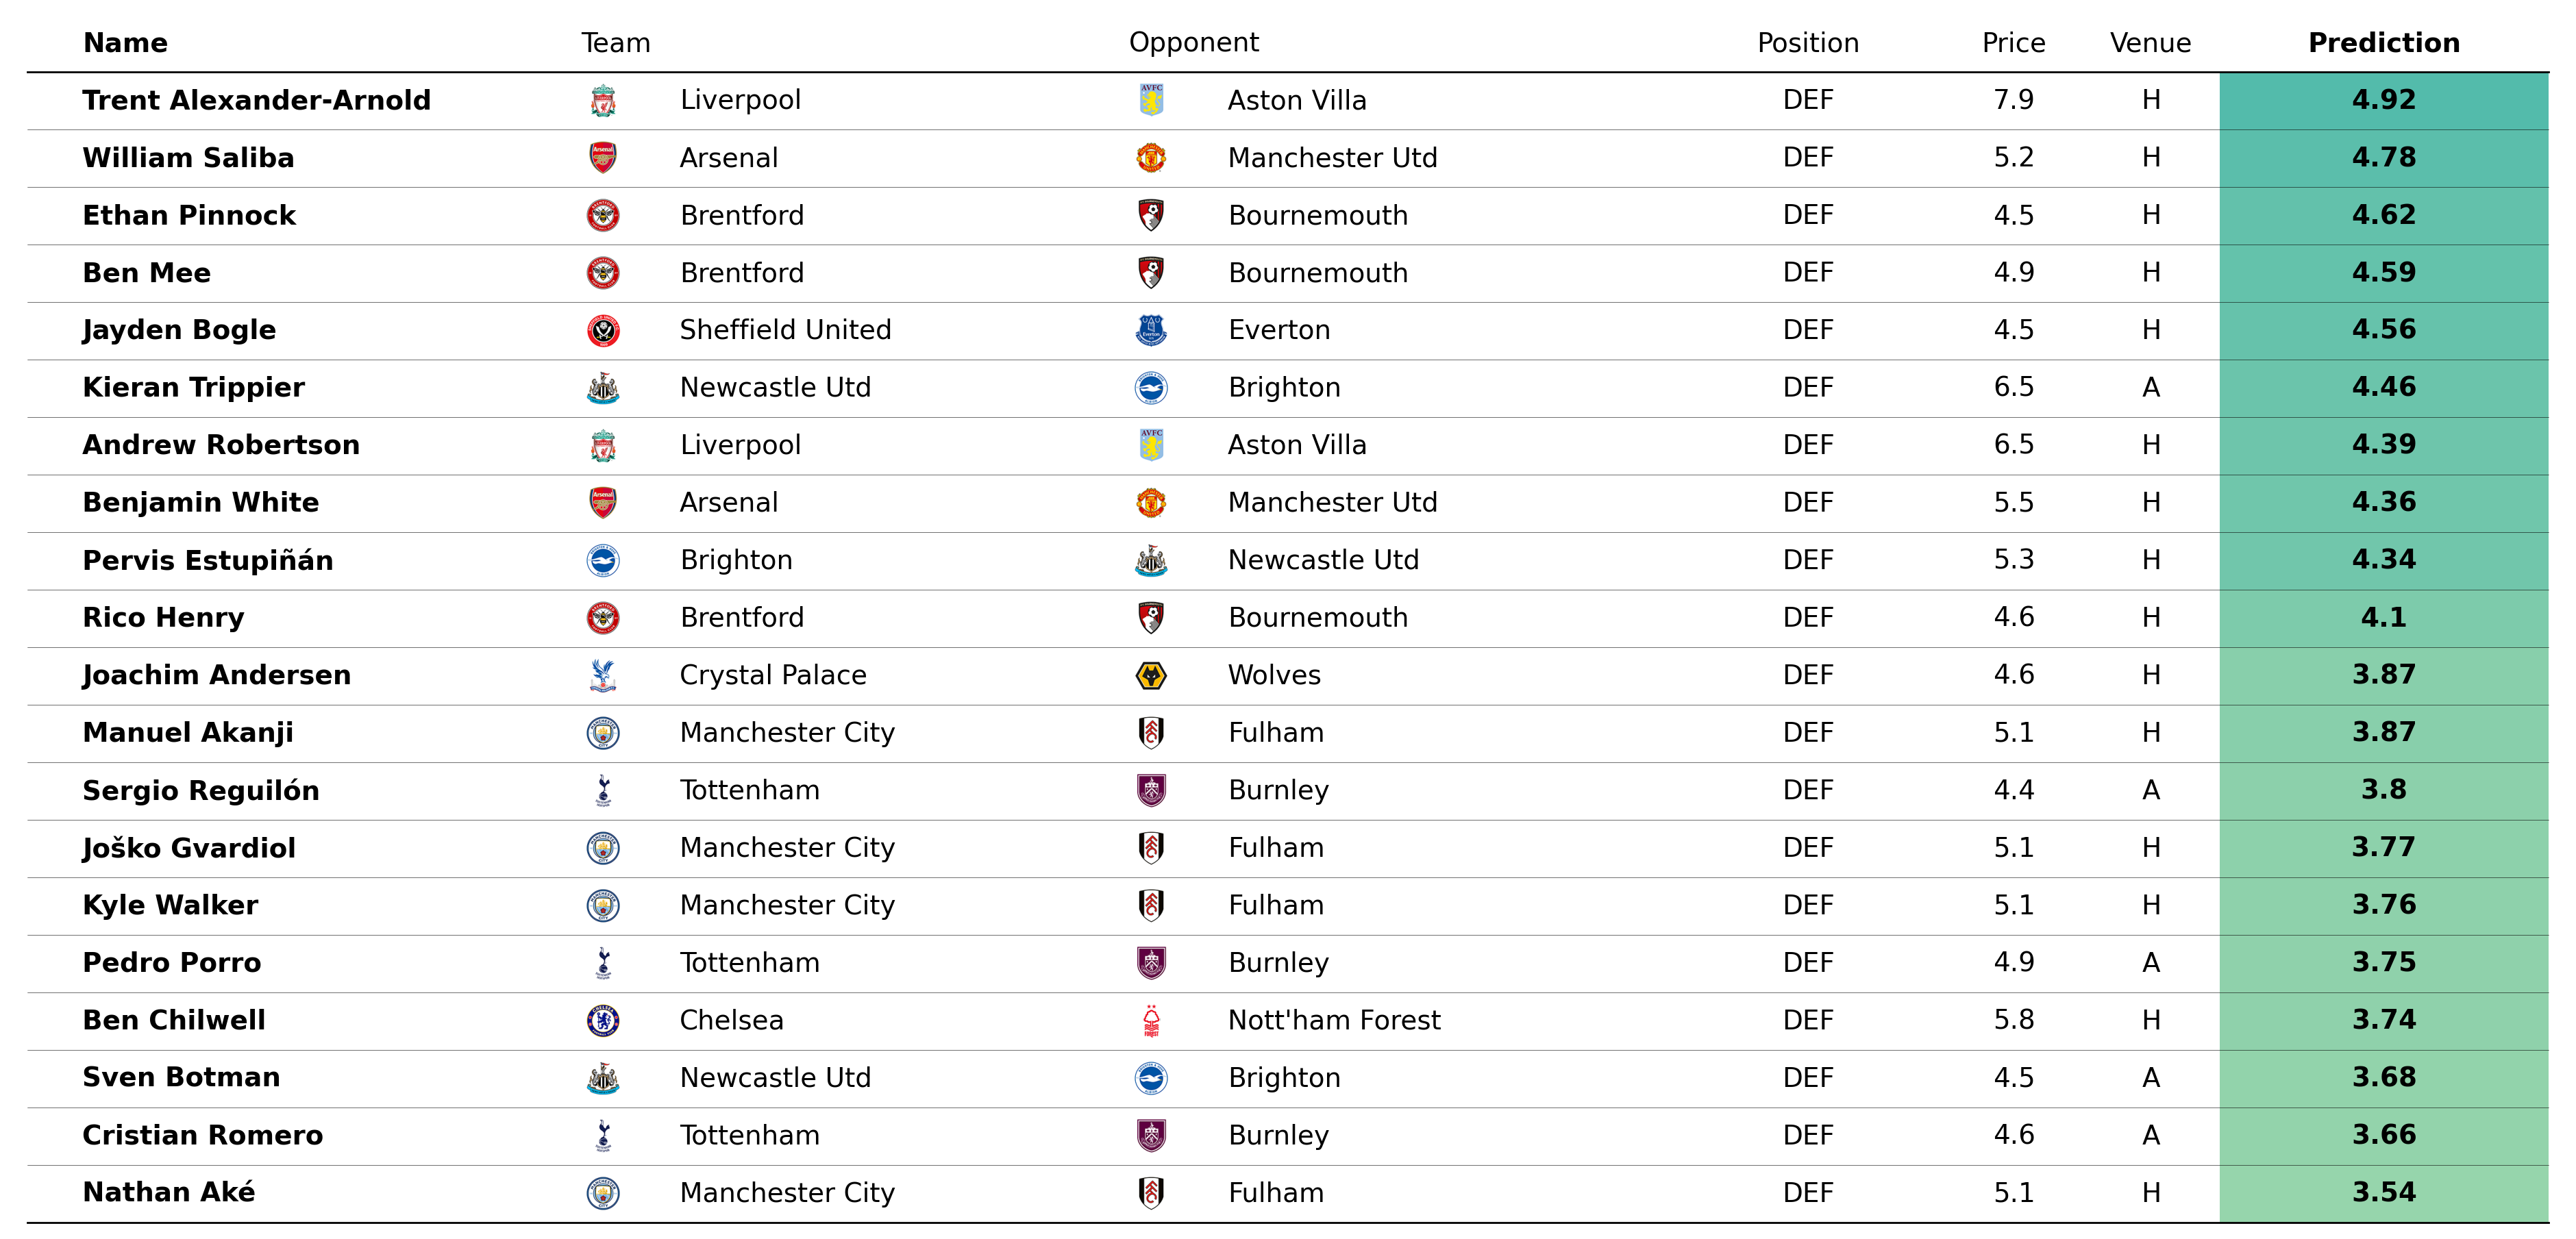 Name Team Opponent Position Price Venue Prediction
Trent Alexander-Arnold Liverpool Aston Villa DEF 7.9 H 4.92
William Saliba Arsenal Manchester Utd DEF 5.2 H 4.78
Ethan Pinnock Brentford Bournemouth DEF 4.5 H 4.62
Ben Mee Brentford Bournemouth DEF 4.9 H 4.59
Jayden Bogle Sheffield United Everton DEF 4.5 H 4.56
Kieran Trippier Newcastle Utd Brighton DEF 6.5 A 4.46
Andrew Robertson Liverpool Aston Villa DEF 6.5 H 4.39
Benjamin White Arsenal Manchester Utd DEF 5.5 H 4.36
Pervis Estupiñán Brighton Newcastle Utd DEF 5.3 H 4.34
Rico Henry Brentford Bournemouth DEF 4.6 H 4.1
Joachim Andersen Crystal Palace Wolves DEF 4.6 H 3.87
Manuel Akanji Manchester City Fulham DEF 5.1 H 3.87
Sergio Reguilón Tottenham Burnley DEF 4.4 A 3.8
Joško Gvardiol Manchester City Fulham DEF 5.1 H 3.77
Kyle Walker Manchester City Fulham DEF 5.1 H 3.76
Pedro Porro Tottenham Burnley DEF 4.9 A 3.75
Ben Chilwell Chelsea Nott'ham Forest DEF 5.8 H 3.74
Sven Botman Newcastle Utd Brighton DEF 4.5 A 3.68
Cristian Romero Tottenham Burnley DEF 4.6 A 3.66
Nathan Aké Manchester City Fulham DEF 5.1 H 3.54